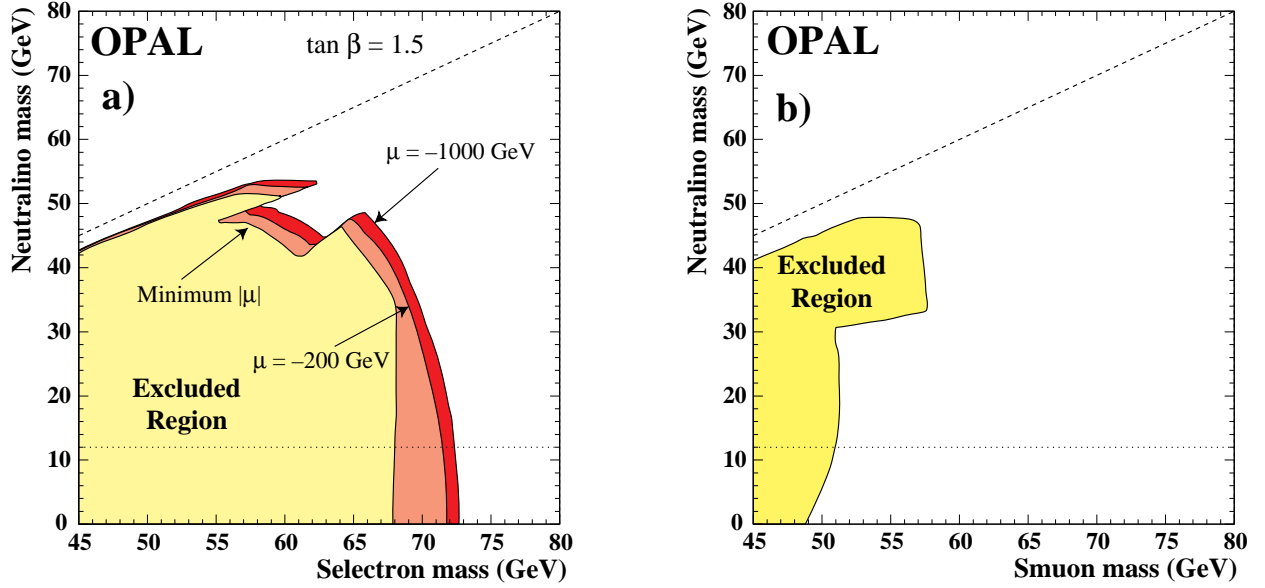 OPAL
tan β = 1.5
a)
μ = –1000 GeV
Minimum |μ|
μ = –200 GeV
Excluded
Region
Neutralino mass (GeV)
80
70
60
50
40
30
20
10
0
45
50
55
60
65
70
75
80
Selectron mass (GeV)
OPAL
b)
Excluded
Region
Neutralino mass (GeV)
80
70
60
50
40
30
20
10
0
45
50
55
60
65
70
75
80
Smuon mass (GeV)